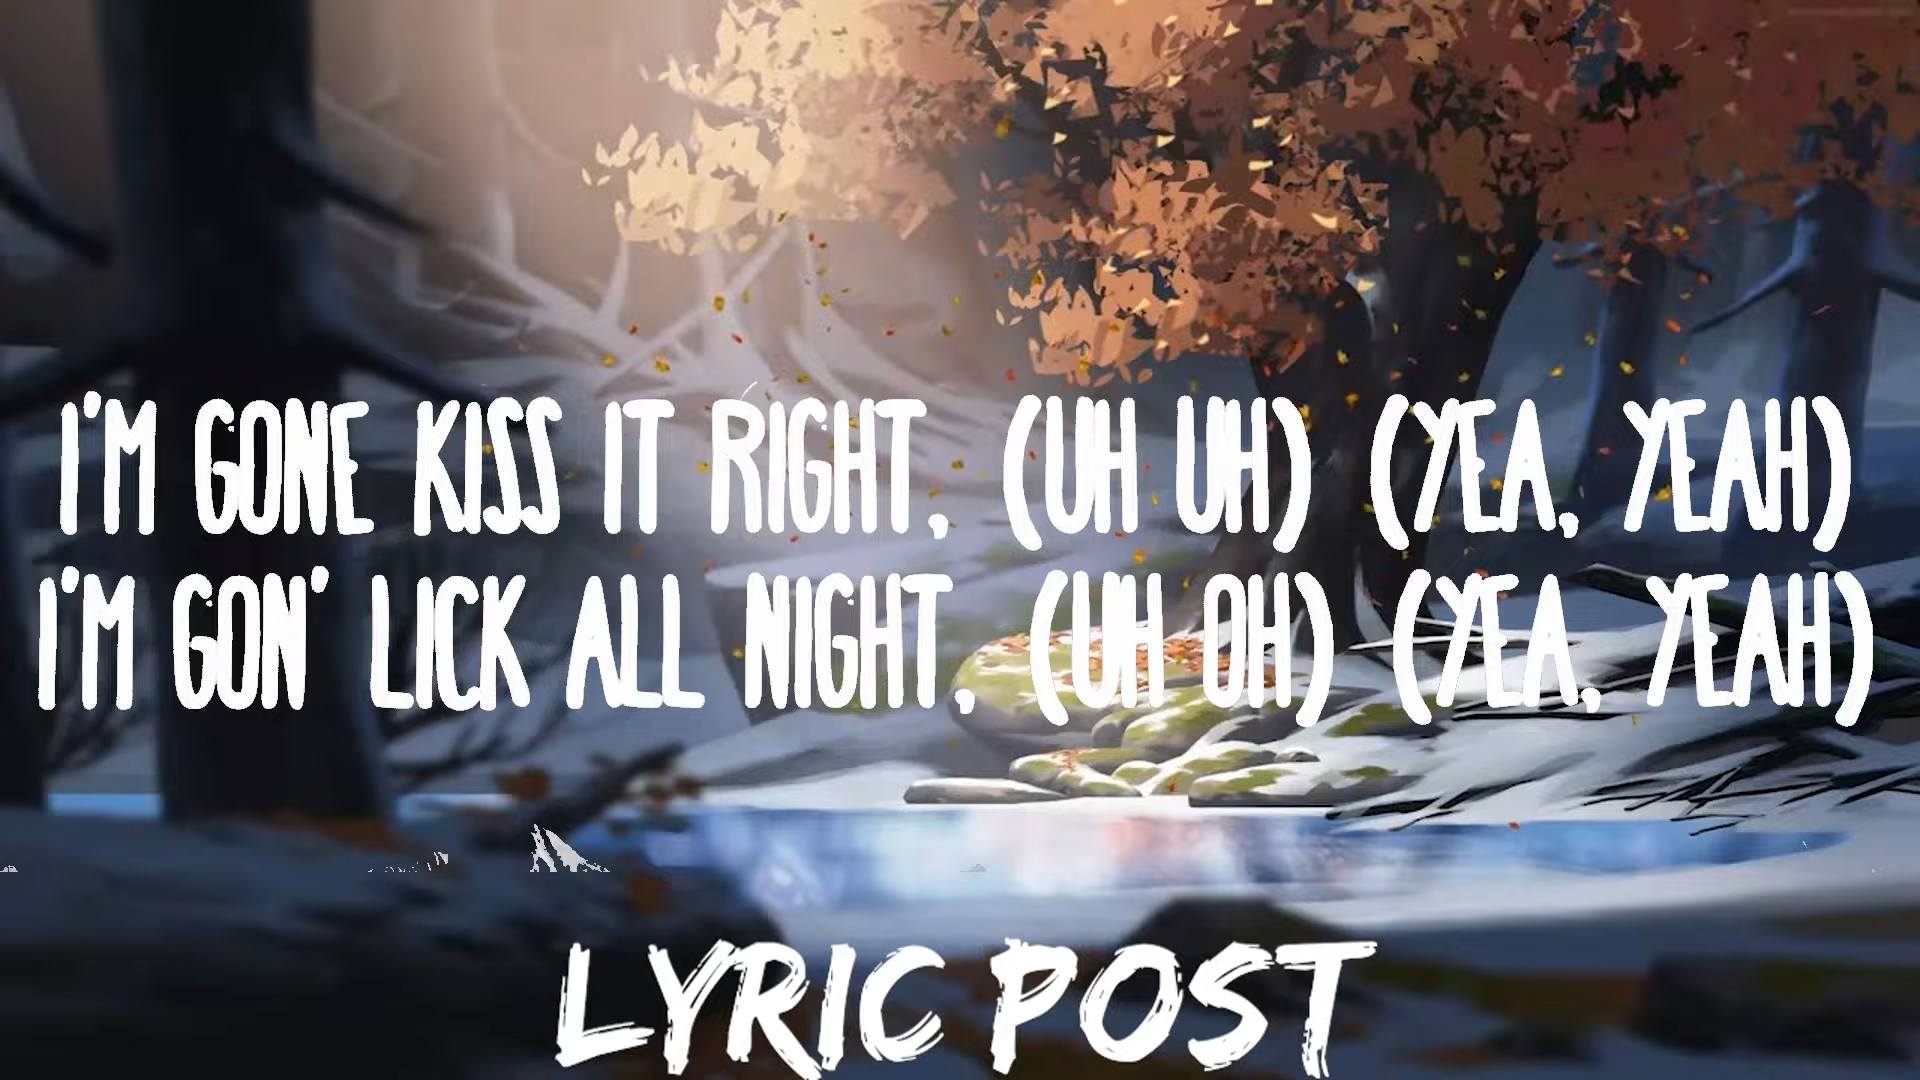 I'M GONE KISS IT RIGHT, (UH UH) (YEA, YEAH)
I'M GON' LICK ALL NIGHT, (UH OH) (YEA, YEAH)
LYRIC POST